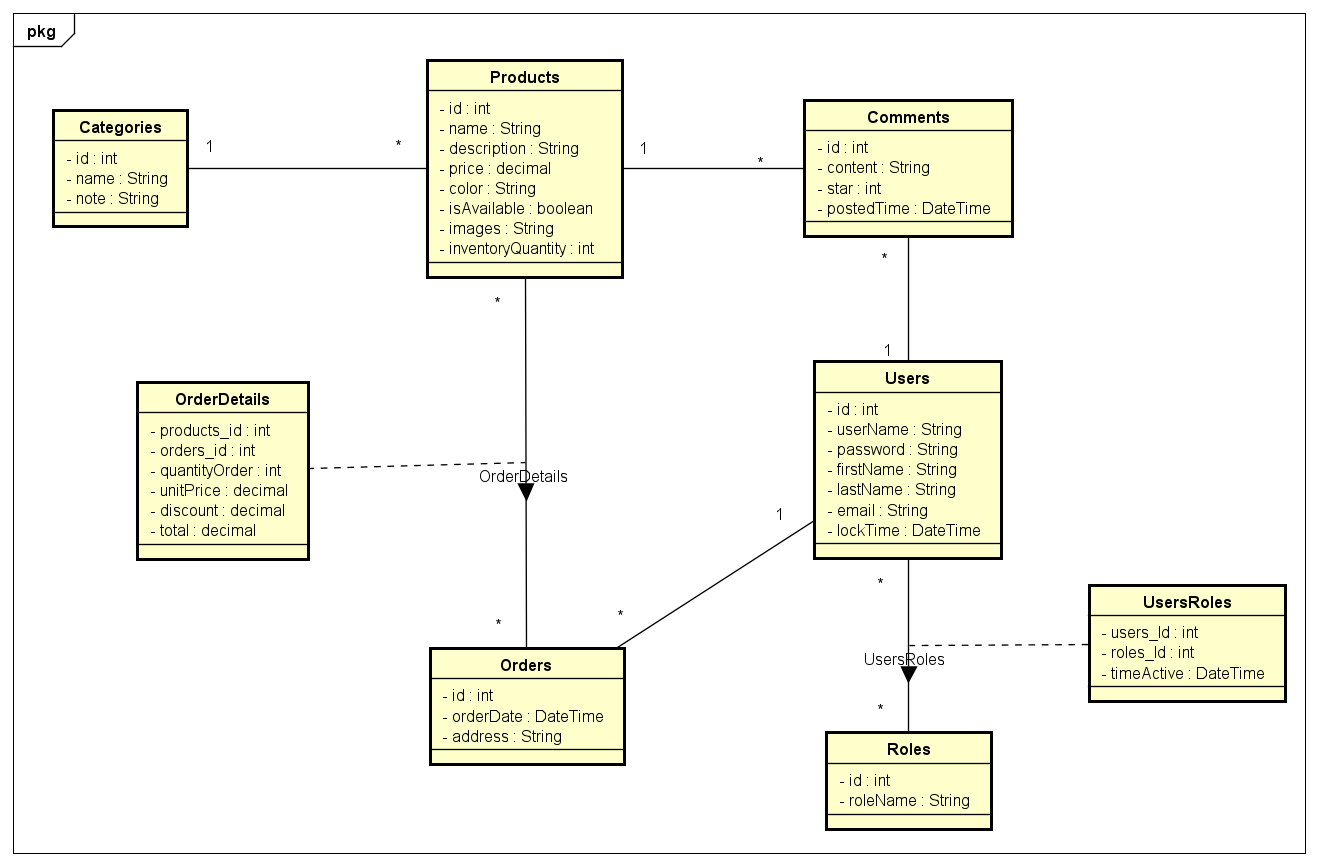 pkg
Categories
- id : int
- name : String
- note : String
1
*
Products
- id : int
- name : String
- description : String
- price : decimal
- color : String
- isAvailable : boolean
- images : String
- inventoryQuantity : int
1
*
Comments
- id : int
- content : String
- star : int
- postedTime : DateTime
*
*
1
OrderDetails
- products_id : int
- orders_id : int
- quantityOrder : int
- unitPrice : decimal
- discount : decimal
- total : decimal
OrderDetails
Users
- id : int
- userName : String
- password : String
- firstName : String
- lastName : String
- email : String
- lockTime : DateTime
1
*
*
*
Orders
- id : int
- orderDate : DateTime
- address : String
UsersRoles
*
UsersRoles
- users_Id : int
- roles_Id : int
- timeActive : DateTime
Roles
- id : int
- roleName : String